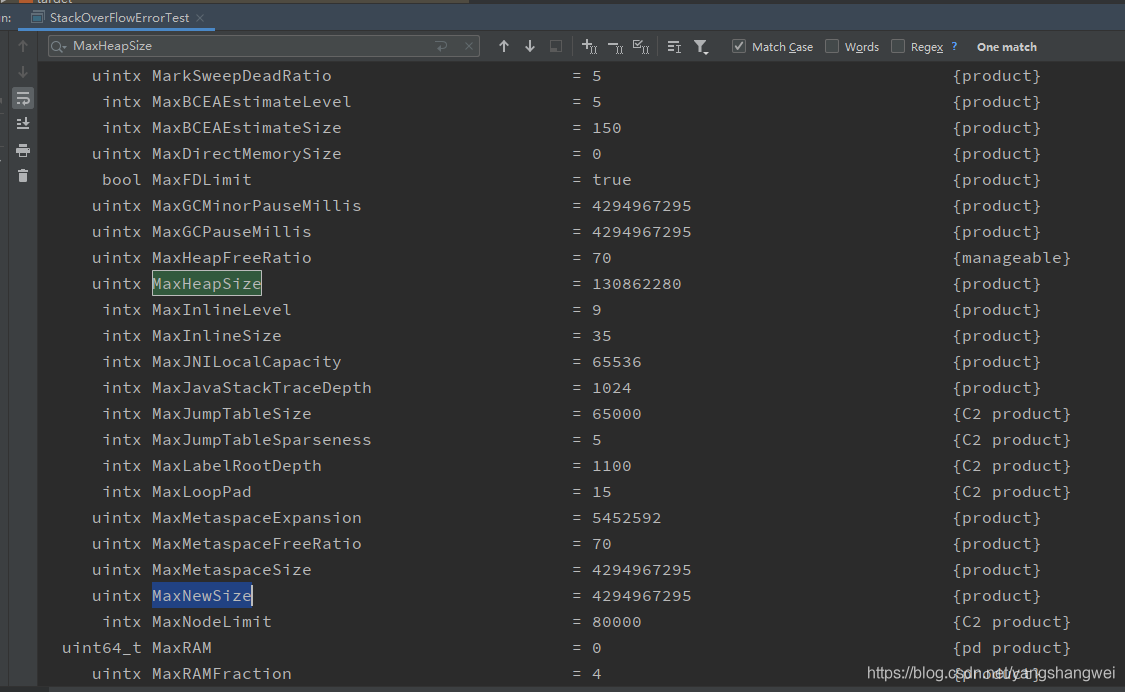 target
n: StackOverFlowErrorTest ×
MaxHeapSize Match Case Words Regex ? One match
uintx MarkSweepDeadRatio = 5 {product}
intx MaxBCEAEstimateLevel = 5 {product}
intx MaxBCEAEstimateSize = 150 {product}
uintx MaxDirectMemorySize = 0 {product}
bool MaxFDLimit = true {product}
uintx MaxGCMinorPauseMillis = 4294967295 {product}
uintx MaxGCPauseMillis = 4294967295 {product}
uintx MaxHeapFreeRatio = 70 {manageable}
uintx MaxHeapSize = 130862280 {product}
intx MaxInlineLevel = 9 {product}
intx MaxInlineSize = 35 {product}
intx MaxJNILocalCapacity = 65536 {product}
intx MaxJavaStackTraceDepth = 1024 {product}
intx MaxJumpTableSize = 65000 {C2 product}
intx MaxJumpTableSparseness = 5 {C2 product}
intx MaxLabelRootDepth = 1100 {C2 product}
intx MaxLoopPad = 15 {C2 product}
uintx MaxMetaspaceExpansion = 5452592 {product}
uintx MaxMetaspaceFreeRatio = 70 {product}
uintx MaxMetaspaceSize = 4294967295 {product}
uintx MaxNewSize = 4294967295 {product}
intx MaxNodeLimit = 80000 {C2 product}
uint64_t MaxRAM = 0 {pd product}
uintx MaxRAMFraction = 4 {product}
https://blog.csdn.net/yangshangwei